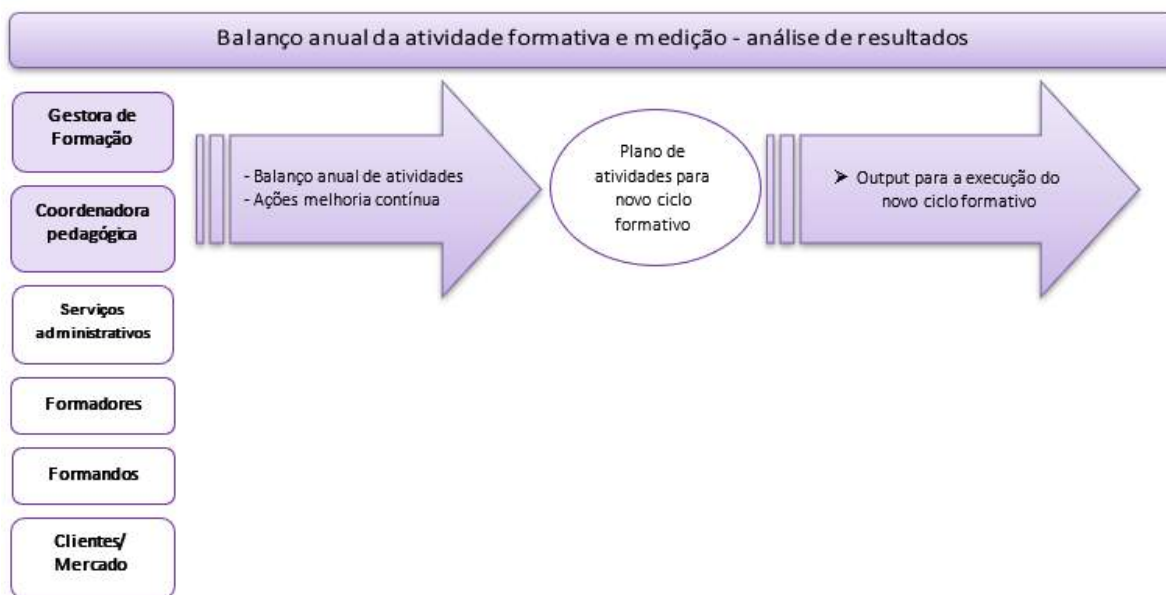 Balanço anual da atividade formativa e medição - análise de resultados
Gestora de
Formação
Coordenadora
pedagógica
Serviços
administrativos
Formadores
Formandos
Clientes/
Mercado
- Balanço anual de atividades
- Ações melhoria contínua
Plano de
atividades para
novo ciclo
formativo
➤ Output para a execução do
novo ciclo formativo